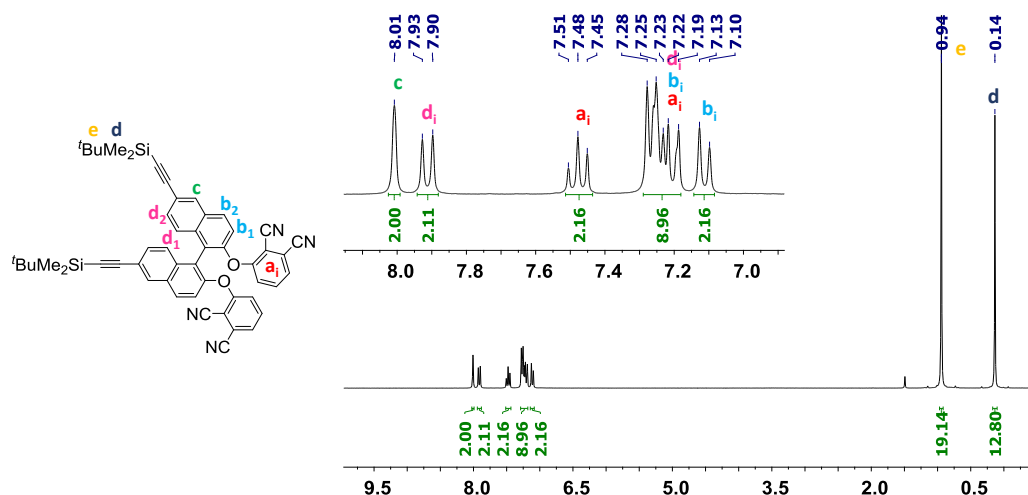 8.01
7.93
7.90
7.51
7.48
7.45
7.28
7.25
7.23
7.22
7.19
7.13
7.10
0.94
0.14
e
d
c
di
ai
di
bi
ai
bi
e d
tBuMe2Si
c
b2
d2
b1
CN
CN
d1
O
ai
tBuMe2Si
O
NC
NC
2.00
2.11
2.16
8.96
2.16
8.0
7.8
7.6
7.4
7.2
7.0
2.00
2.11
2.16
8.96
2.16
19.14
12.80
9.5
8.0
6.5
5.0
3.5
2.0
0.5